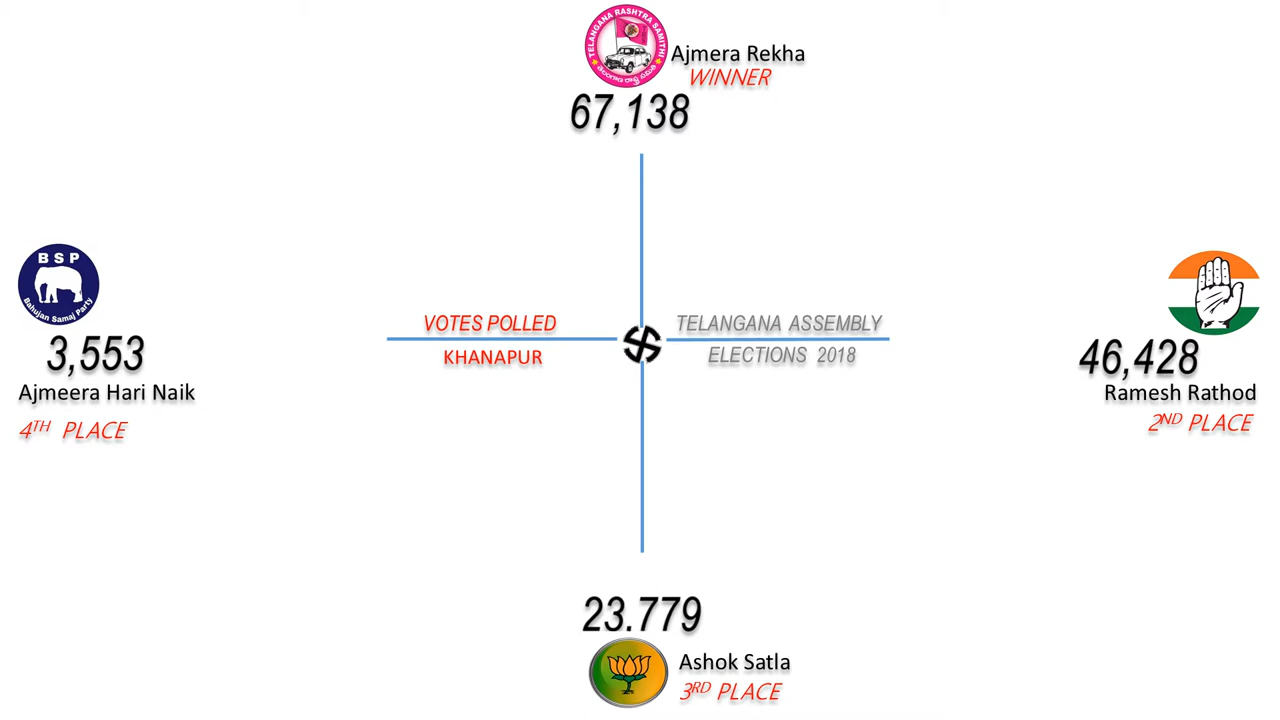 TELANGANA RASHTRA SAMITHI
తెలంగాణ రాష్ట్ర సమితి
Ajmera Rekha
WINNER
67,138
BSP
Bahujan Samaj Party
3,553
Ajmeera Hari Naik
4TH PLACE
VOTES POLLED
KHANAPUR
TELANGANA ASSEMBLY
ELECTIONS 2018
46,428
Ramesh Rathod
2ND PLACE
23.779
Ashok Satla
3RD PLACE